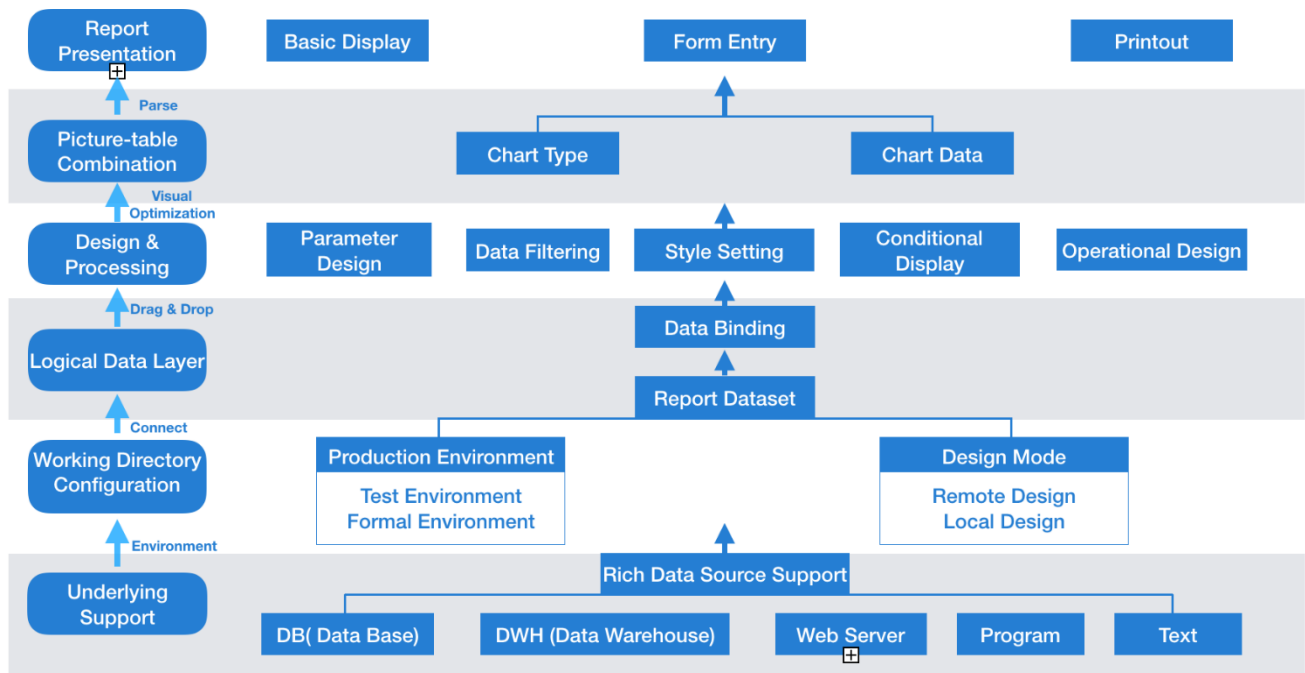 Report
Presentation
Basic Display
Form Entry
Printout
Parse
Picture-table
Combination
Chart Type
Chart Data
Visual
Optimization
Design &
Processing
Parameter
Design
Data Filtering
Style Setting
Conditional
Display
Operational Design
Drag & Drop
Data Binding
Logical Data Layer
Report Dataset
Connect
Working Directory
Configuration
Production Environment
Test Environment
Formal Environment
Design Mode
Remote Design
Local Design
Environment
Rich Data Source Support
Underlying
Support
DB( Data Base)
DWH (Data Warehouse)
Web Server
Program
Text